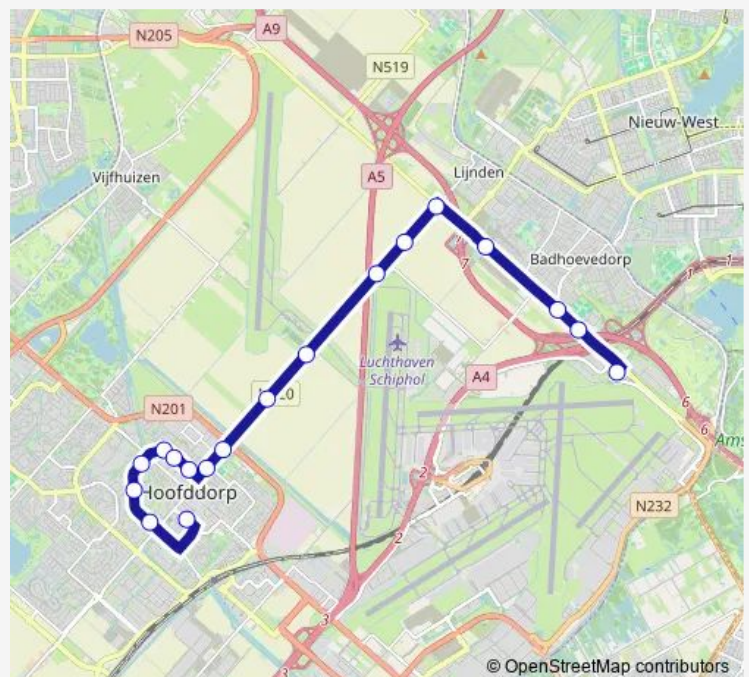 A9
N205
N519
Nieuw-West
Vijfhuizen
A5
Lijnden
Badhoevedorp
1
1
7
Luchthaven
Schiphol
A4
N201
6
6
2
Hoofddorp
N232
2
3
3
© OpenStreetMap contributors